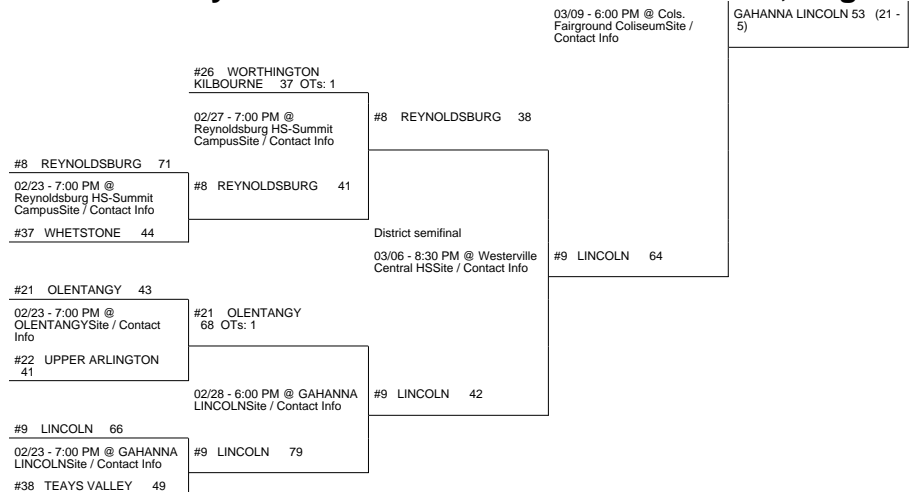 03/09 - 6:00 PM @ Cols.
Fairground ColiseumSite /
Contact Info
GAHANNA LINCOLN 53 (21 -
5)
#26 WORTHINGTON
KILBOURNE 37 OTs: 1
02/27 - 7:00 PM @
Reynoldsburg HS-Summit
CampusSite / Contact Info
#8 REYNOLDSBURG 38
#8 REYNOLDSBURG 71
02/23 - 7:00 PM @
Reynoldsburg HS-Summit
CampusSite / Contact Info
#8 REYNOLDSBURG 41
#37 WHETSTONE 44
District semifinal
03/06 - 8:30 PM @ Westerville
Central HSSite / Contact Info
#9 LINCOLN 64
#21 OLENTANGY 43
02/23 - 7:00 PM @
OLENTANGYSite / Contact
Info
#21 OLENTANGY
68 OTs: 1
#22 UPPER ARLINGTON
41
02/28 - 6:00 PM @ GAHANNA
LINCOLNSite / Contact Info
#9 LINCOLN 42
#9 LINCOLN 66
02/23 - 7:00 PM @ GAHANNA
LINCOLNSite / Contact Info
#9 LINCOLN 79
#38 TEAYS VALLEY 49